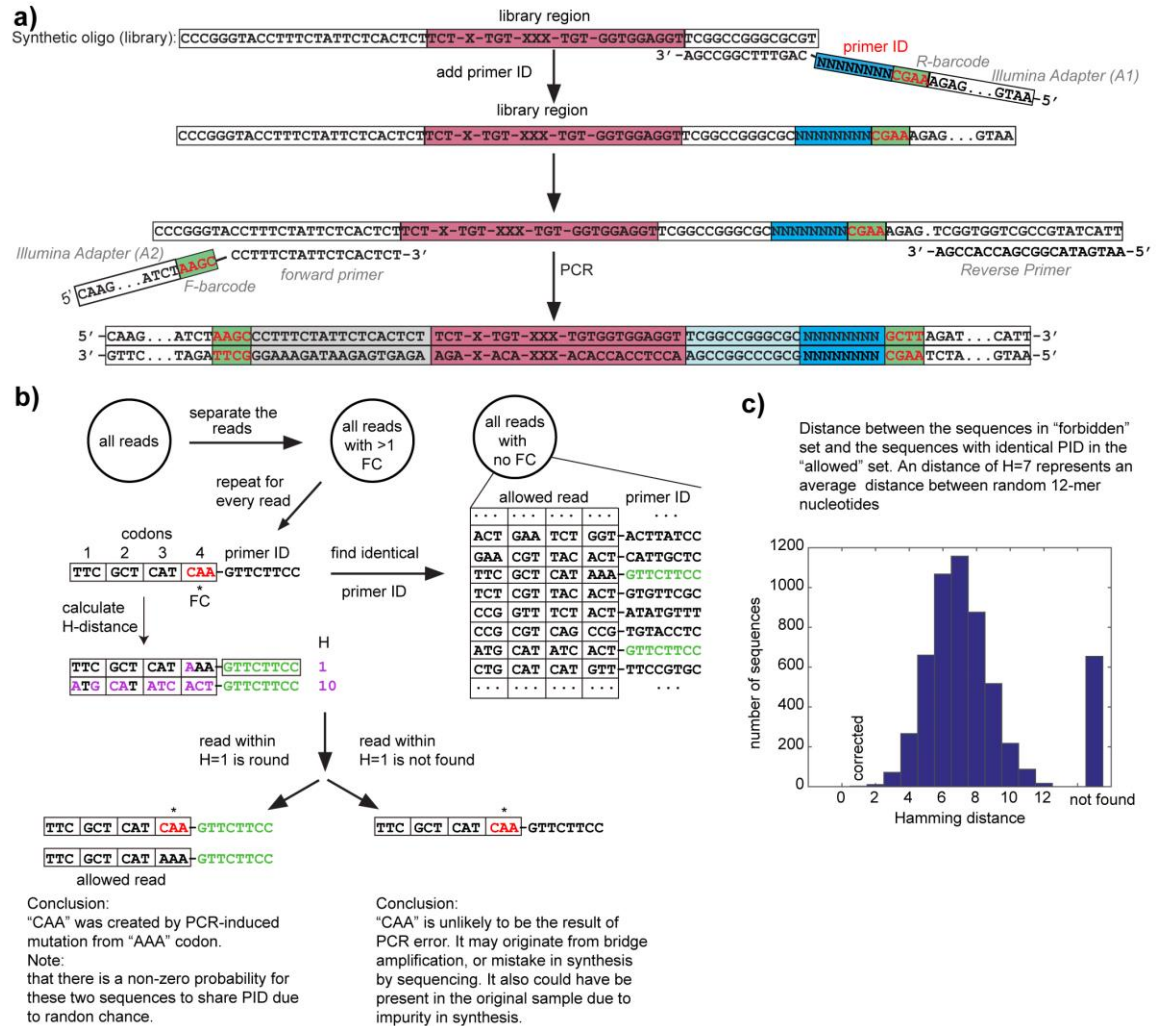 a)
library region
Synthetic oligo (library):
CCCGGGTACCTTTCTATTCTCACTCTTCT-X-TGT-XXX-TGT-GGTGGAGGTTCGGCCGGGCGCGT
3'-AGCCGGCTTTGAC
primer ID
NNNNNNNNCGAAAGAG...GTAA-5'
R-barcode
Illumina Adapter (A1)
add primer ID
library region
CCCGGGTACCTTTCTATTCTCACTCTTCT-X-TGT-XXX-TGT-GGTGGAGGTTCGGCCGGGCGCNNNNNNNNCGAAAGAG...GTAA
CCCGGGTACCTTTCTATTCTCACTCTTCT-X-TGT-XXX-TGT-GGTGGAGGTTCGGCCGGGCGCNNNNNNNNCGAAAGAG.TCGGTGGTCGCCGTATCATT
Illumina Adapter (A2)
5' CAAG...ATCTAAGC
CCTTTCTATTCTCACTCT-3'
F-barcode
forward primer
PCR
3'-AGCCACCAGCGGCATAGTAA-5'
Reverse Primer
5'-CAAG...ATCTAAGCCCTTTCTATTCTCACTCT TCT-X-TGT-XXX-TGTGGTGGAGGT TCGGCCGGGCGCNNNNNNNN GCTT AGAT...CATT-3'
3'-GTTC...TAGATTCGGGAAAGATAAGAGTGAGA AGA-X-ACA-XXX-ACACCACCTCCA AGCCGGCCCGCGNNNNNNNN CGAA TCTA...GTAA-5'
b)
all reads
separate the
reads
all reads
with >1
FC
all reads
with
no FC
repeat for
every read
codons
1 2 3 4 primer ID
TTC GCT CAT CAA-GTTCTTCC
*
FC
find identical
primer ID
allowed read primer ID
... ... ... ... ...
ACT GAA TCT GGT-ACTTATCC
GAA CGT TAC ACT-CATTGCTC
TTC GCT CAT AAA-GTTCTTCC
TCT CGT TAC ACT-GTGTTCGC
CCG GTT TCT ACT-ATATGTTT
CCG CGT CAG CCG-TGTACCTC
ATG CAT ATC ACT-GTTCTTCC
CTG CAT CAT GTT-TTCCGTGC
... ... ... ... ...
calculate
H-distance
H
TTC GCT CAT AAA-GTTCTTCC 1
ATG CAT ATC ACT-GTTCTTCC 10
read within
H=1 is round
read within
H=1 is not found
*
TTC GCT CAT CAA-GTTCTTCC
TTC GCT CAT AAA-GTTCTTCC
allowed read
*
TTC GCT CAT CAA-GTTCTTCC
Conclusion:
"CAA" was created by PCR-induced
mutation from "AAA" codon.
Note:
that there is a non-zero probability for
these two sequences to share PID due
to randon chance.
Conclusion:
"CAA" is unlikely to be the result of
PCR error. It may originate from bridge
amplification, or mistake in synthesis
by sequencing. It also could have be
present in the original sample due to
impurity in synthesis.
c)
Distance between the sequences in "forbidden"
set and the sequences with identical PID in the
"allowed" set. An distance of H=7 represents an
average distance between random 12-mer
nucleotides
number of sequences
1200
1000
800
600
400
200
0
corrected
0 2 4 6 8 10 12 not found
Hamming distance